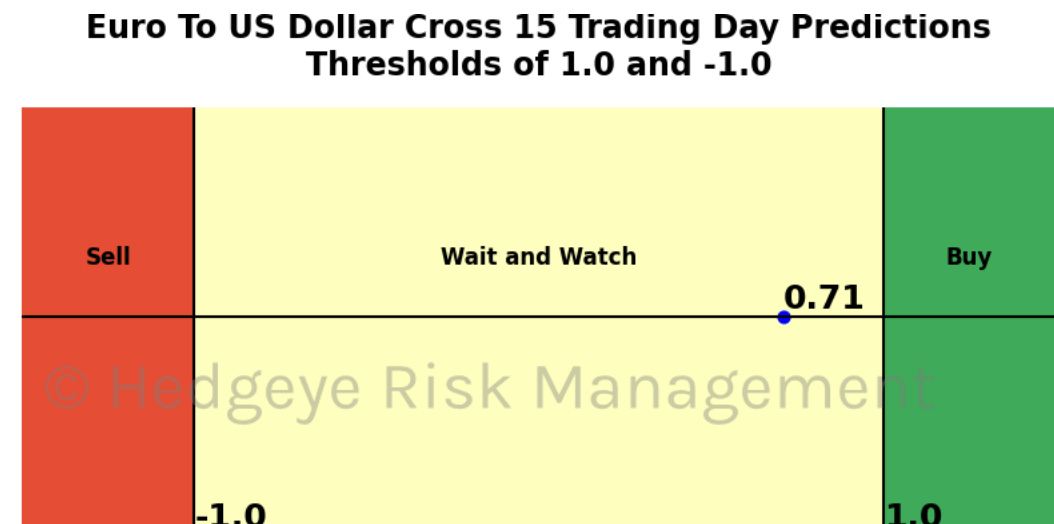 Euro To US Dollar Cross 15 Trading Day Predictions
Thresholds of 1.0 and -1.0
Sell
Wait and Watch
Buy
0.71
© Hedgeye Risk Management
-1.0
1.0